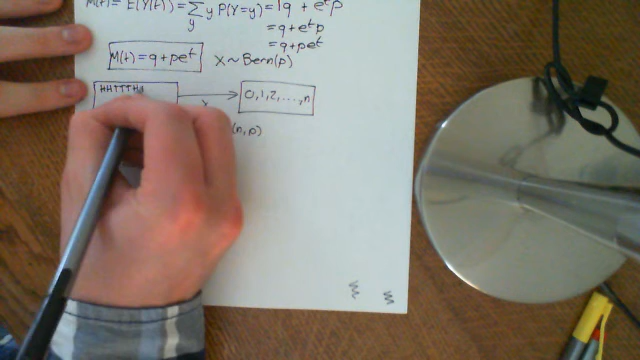 M(t) = E(Y(t)) = ∑ y P(Y=y) = 1q + e^t p
y
= q + e^t p
= q + pe^t
M(t) = q + pe^t X ~ Bern(p)
HHTTTH
0, 1, 2, ..., n
X
(n, p)